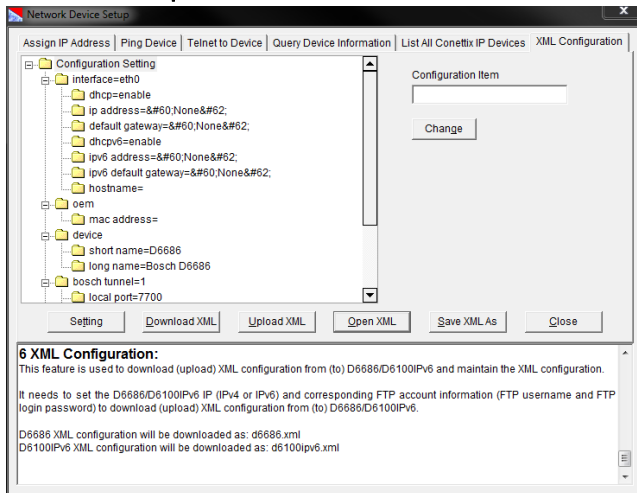 Network Device Setup
x
Assign IP Address
Ping Device
Telnet to Device
Query Device Information
List All Conettix IP Devices
XML Configuration
Configuration Setting
interface=eth0
dhcp=enable
ip address=&#60;None&#62;
default gateway=&#60;None&#62;
dhcpv6=enable
ipv6 address=&#60;None&#62;
ipv6 default gateway=&#60;None&#62;
hostname=
oem
mac address=
device
short name=D6686
long name=Bosch D6686
bosch tunnel=1
local port=7700
Configuration Item
Change
Setting
Download XML
Upload XML
Open XML
Save XML As
Close
6 XML Configuration:
This feature is used to download (upload) XML configuration from (to) D6686/D6100IPv6 and maintain the XML configuration.
It needs to set the D6686/D6100IPv6 IP (IPv4 or IPv6) and corresponding FTP account information (FTP username and FTP
login password) to download (upload) XML configuration from (to) D6686/D6100IPv6.
D6686 XML configuration will be downloaded as: d6686.xml
D6100IPv6 XML configuration will be downloaded as: d6100ipv6.xml